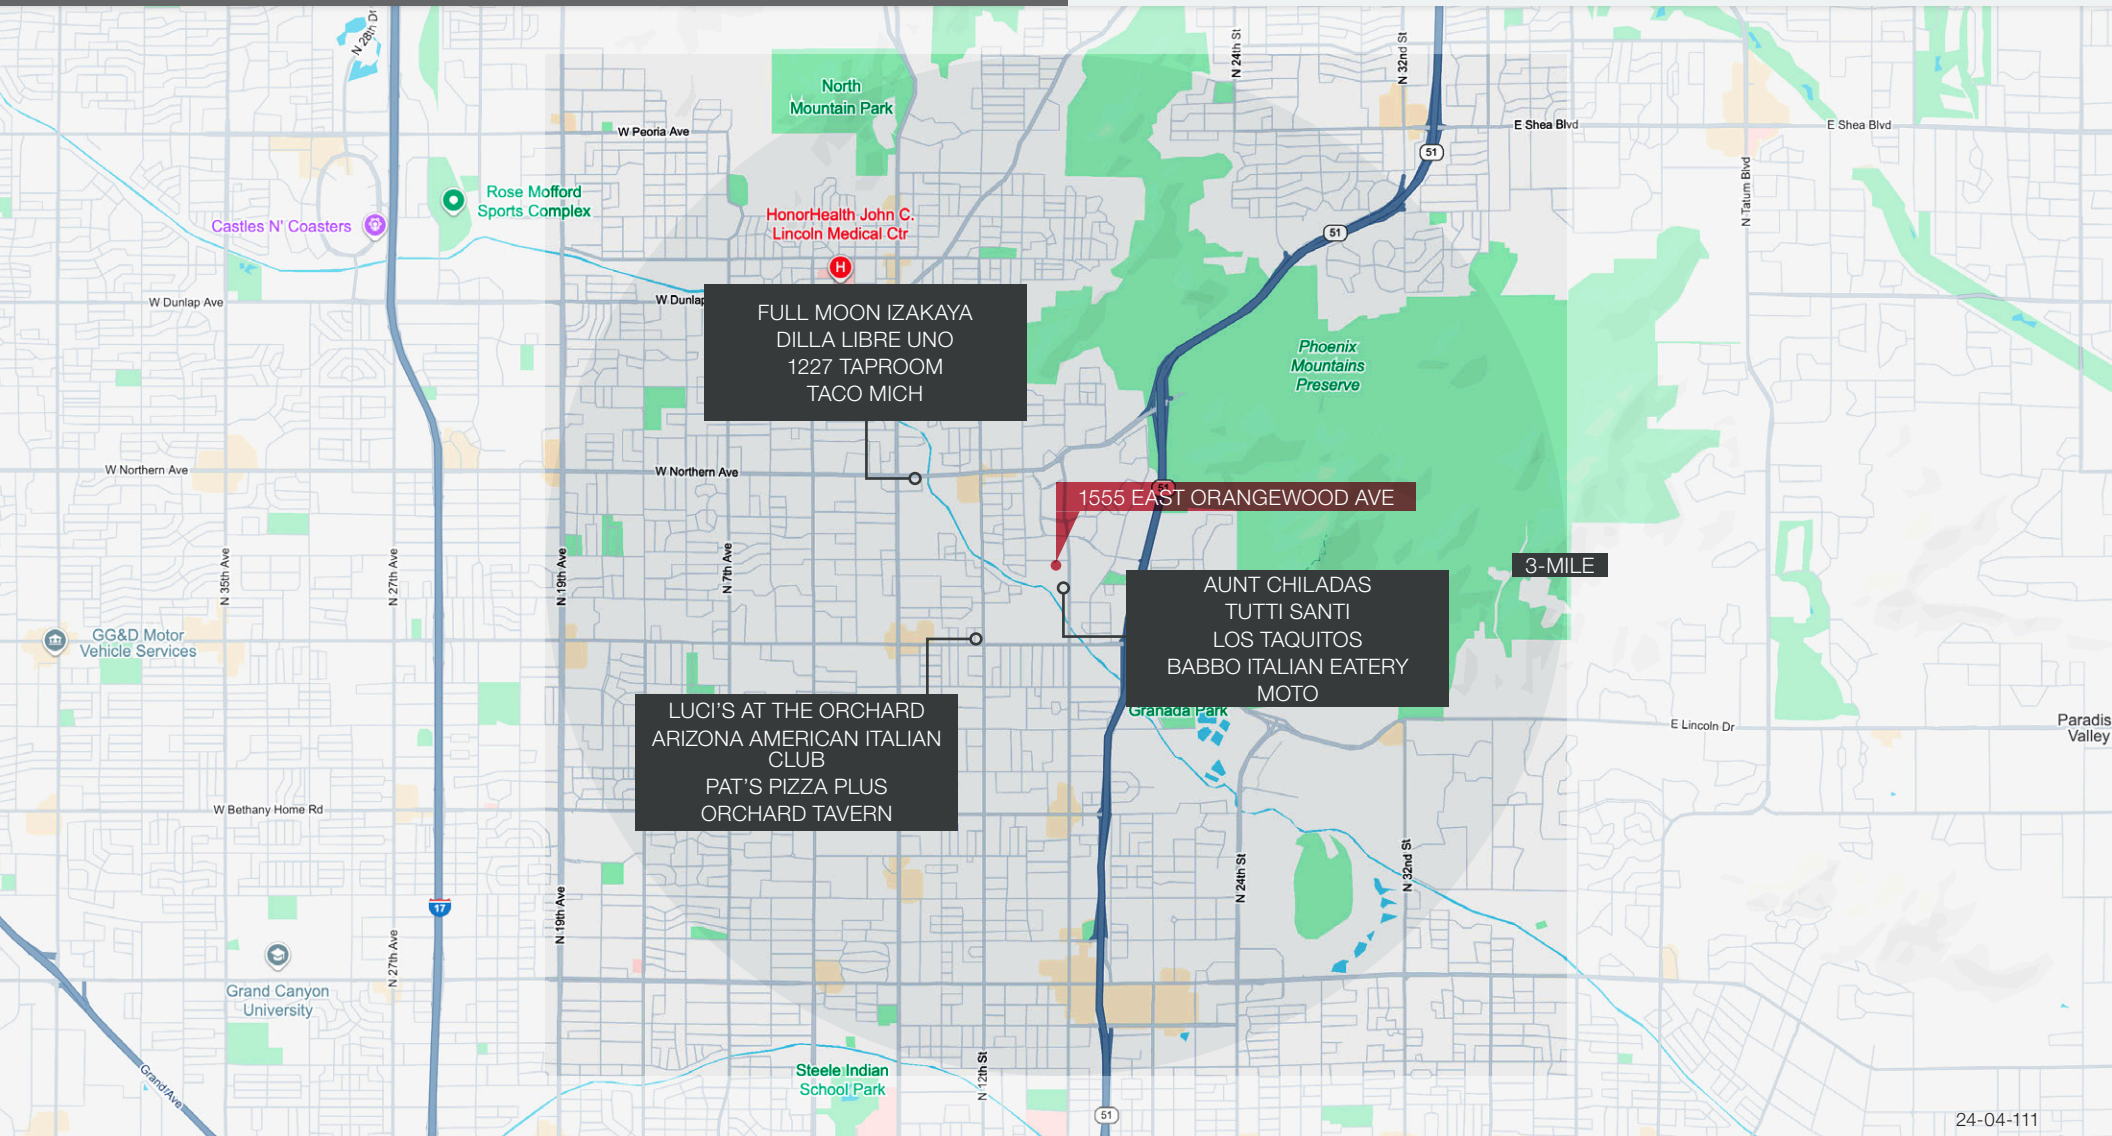 N 28th Dr
N 24th St
N 32nd St
North
Mountain Park
W Peoria Ave
E Shea Blvd
E Shea Blvd
51
N Tatum Blvd
Rose Mofford
Sports Complex
Castles N' Coasters
HonorHealth John C.
Lincoln Medical Ctr
H
51
W Dunlap Ave
W Dunlap
FULL MOON IZAKAYA
DILLA LIBRE UNO
1227 TAPROOM
TACO MICH
Phoenix
Mountains
Preserve
W Northern Ave
W Northern Ave
51
1555 EAST ORANGEWOOD AVE
3-MILE
N 35th Ave
N 27th Ave
N 19th Ave
N 7th Ave
AUNT CHILADAS
TUTTI SANTI
LOS TAQUITOS
BABBO ITALIAN EATERY
MOTO
GG&D Motor
Vehicle Services
Granada Park
LUCI'S AT THE ORCHARD
ARIZONA AMERICAN ITALIAN
CLUB
PAT'S PIZZA PLUS
ORCHARD TAVERN
E Lincoln Dr
Paradis
Valley
W Bethany Home Rd
N 24th St
N 32nd St
17
N 19th Ave
N 27th Ave
Grand Canyon
University
Grand Ave
Steele Indian
School Park
N 12th St
51
24-04-111